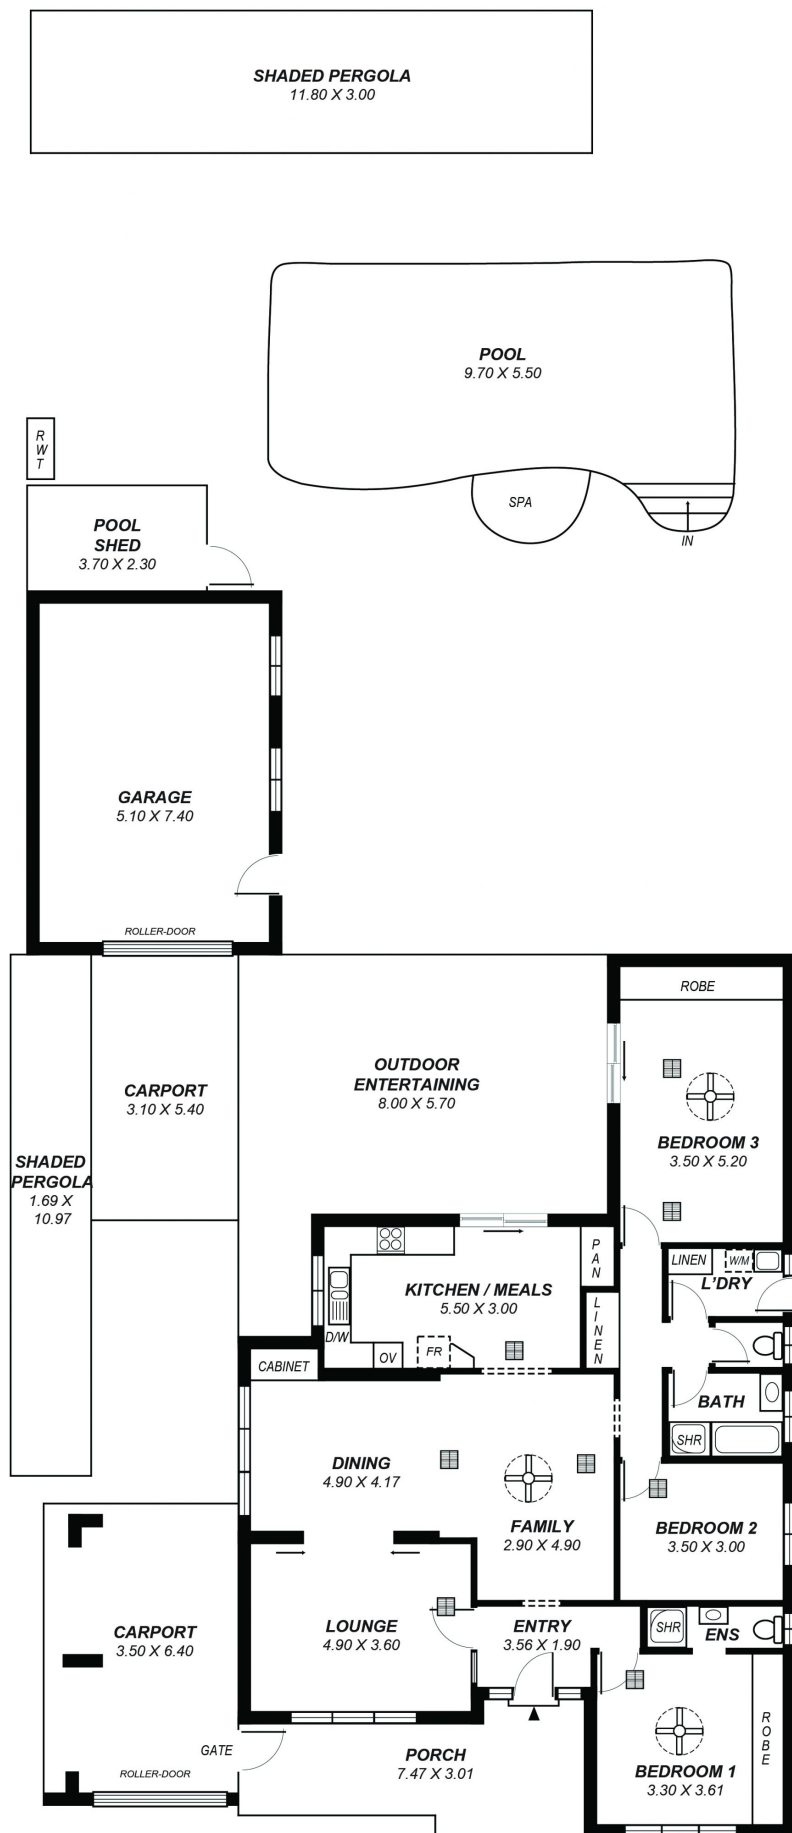 SHADED PERGOLA
11.80 X 3.00
POOL
9.70 X 5.50
R
W
T
SPA
IN
POOL
SHED
3.70 X 2.30
GARAGE
5.10 X 7.40
ROLLER-DOOR
ROBE
OUTDOOR
ENTERTAINING
8.00 X 5.70
CARPORT
3.10 X 5.40
BEDROOM 3
3.50 X 5.20
SHADED
PERGOLA
1.69 X
10.97
P
A
N
LINEN
W/M
L'DRY
KITCHEN / MEALS
5.50 X 3.00
L
I
N
E
N
D/W
OV
FR
CABINET
BATH
SHR
DINING
4.90 X 4.17
FAMILY
2.90 X 4.90
BEDROOM 2
3.50 X 3.00
CARPORT
3.50 X 6.40
LOUNGE
4.90 X 3.60
ENTRY
3.56 X 1.90
SHR
ENS
R
O
B
E
GATE
PORCH
7.47 X 3.01
BEDROOM 1
3.30 X 3.61
ROLLER-DOOR